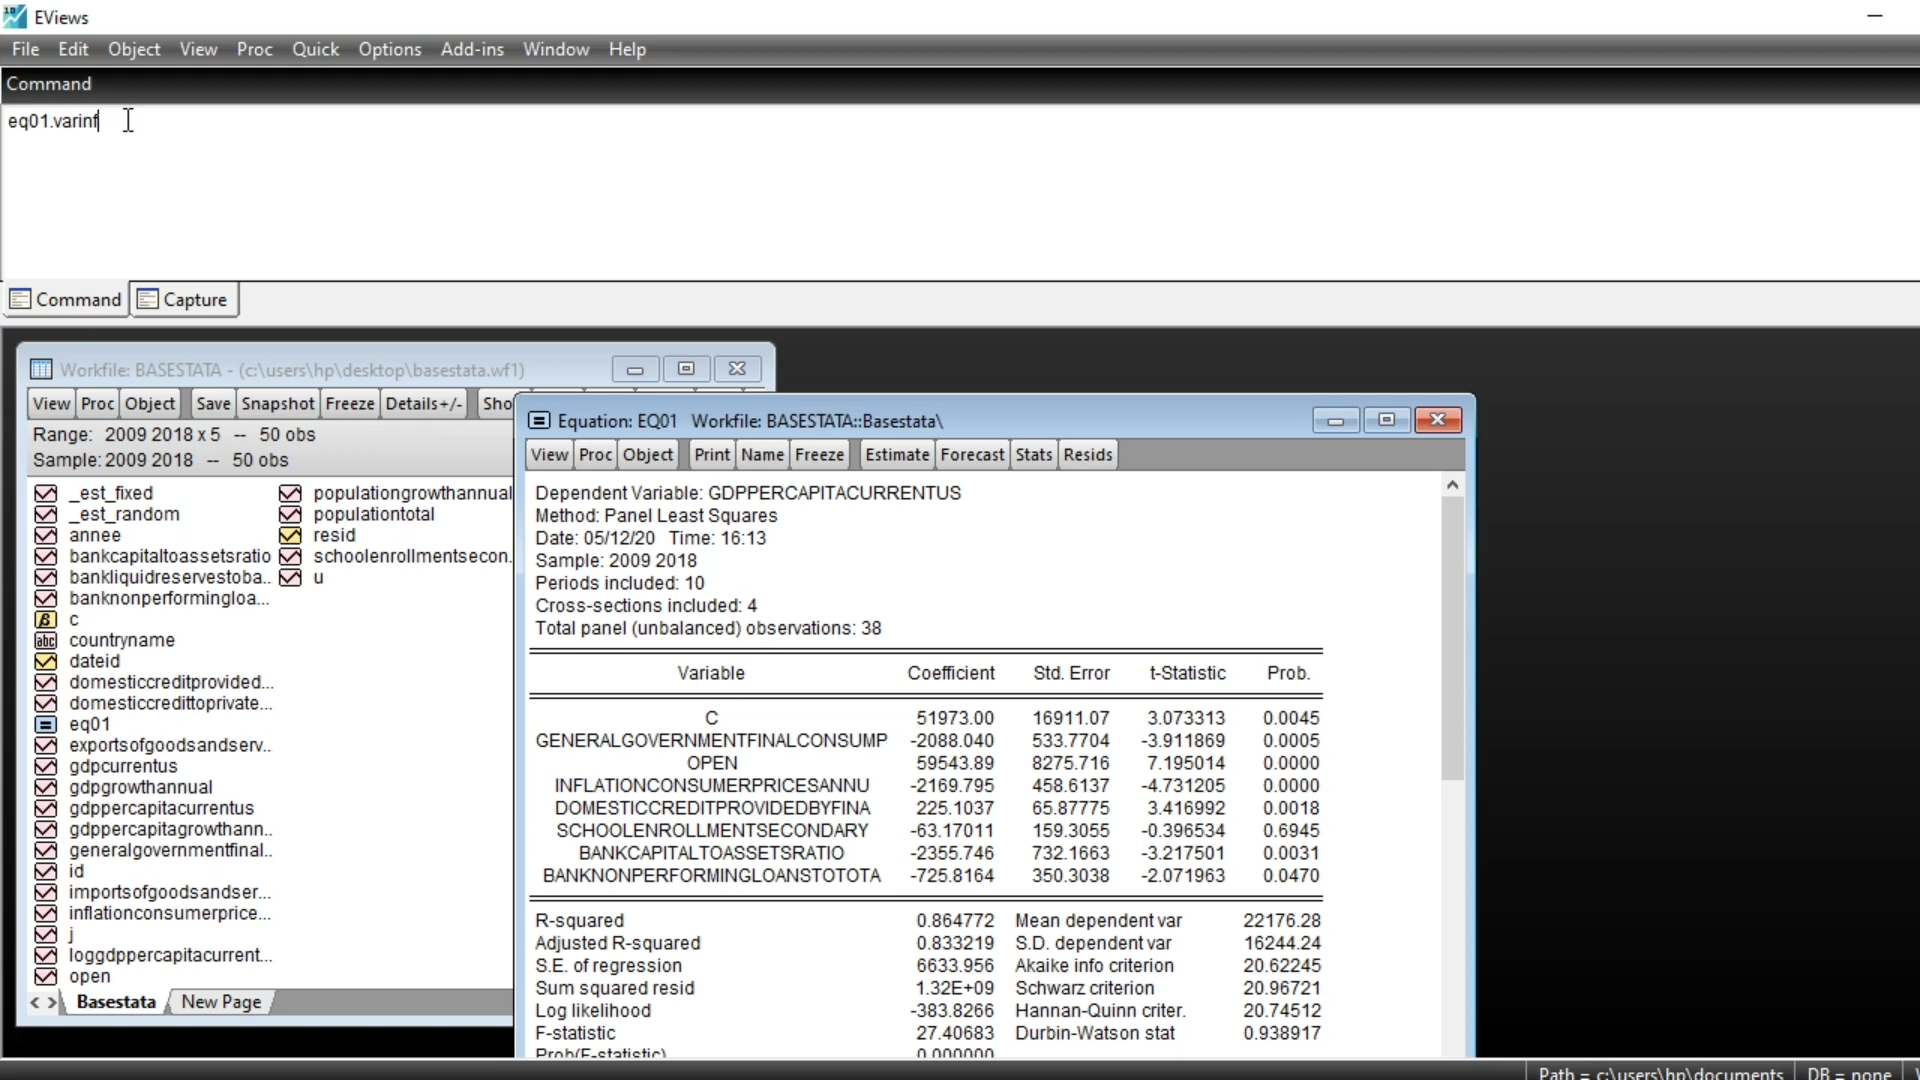 EViews
File Edit Object View Proc Quick Options Add-ins Window Help
Command
eq01.varinf
Command Capture
Workfile: BASESTATA - (c:\users\hp\desktop\basestata.wf1)
View Proc Object Save Snapshot Freeze Details+/- Sho
Range: 2009 2018 x 5 -- 50 obs
Sample: 2009 2018 -- 50 obs
_est_fixed
_est_random
annee
bankcapitaltoassetsratio
bankliquidreservestoba..
banknonperformingloa...
c
countryname
dateid
domesticcreditprovided...
domesticcredittoprivate...
eq01
exportsofgoodsandserv..
gdpcurrentus
gdpgrowthannual
gdppercapitacurrentus
gdppercapitagrowthann..
generalgovernmentfinal..
id
importsofgoodsandser...
inflationconsumerprice...
j
loggdppercapitacurrent...
open
populationgrowthannual
populationtotal
resid
schoolenrollmentsecon.
u
Basestata New Page
Equation: EQ01 Workfile: BASESTATA::Basestata\
View Proc Object Print Name Freeze Estimate Forecast Stats Resids
Dependent Variable: GDPPERCAPITACURRENTUS
Method: Panel Least Squares
Date: 05/12/20 Time: 16:13
Sample: 2009 2018
Periods included: 10
Cross-sections included: 4
Total panel (unbalanced) observations: 38
Variable Coefficient Std. Error t-Statistic Prob.
C 51973.00 16911.07 3.073313 0.0045
GENERALGOVERNMENTFINALCONSUMP -2088.040 533.7704 -3.911869 0.0005
OPEN 59543.89 8275.716 7.195014 0.0000
INFLATIONCONSUMERPRICESANNU -2169.795 458.6137 -4.731205 0.0000
DOMESTICCREDITPROVIDEDBYFINA 225.1037 65.87775 3.416992 0.0018
SCHOOLENROLLMENTSECONDARY -63.17011 159.3055 -0.396534 0.6945
BANKCAPITALTOASSETSRATIO -2355.746 732.1663 -3.217501 0.0031
BANKNONPERFORMINGLOANSTOTOTA -725.8164 350.3038 -2.071963 0.0470
R-squared 0.864772 Mean dependent var 22176.28
Adjusted R-squared 0.833219 S.D. dependent var 16244.24
S.E. of regression 6633.956 Akaike info criterion 20.62245
Sum squared resid 1.32E+09 Schwarz criterion 20.96721
Log likelihood -383.8266 Hannan-Quinn criter. 20.74512
F-statistic 27.40683 Durbin-Watson stat 0.938917
Prob(F-statistic) 0.000000
Path = c:\users\hp\documents DB = none